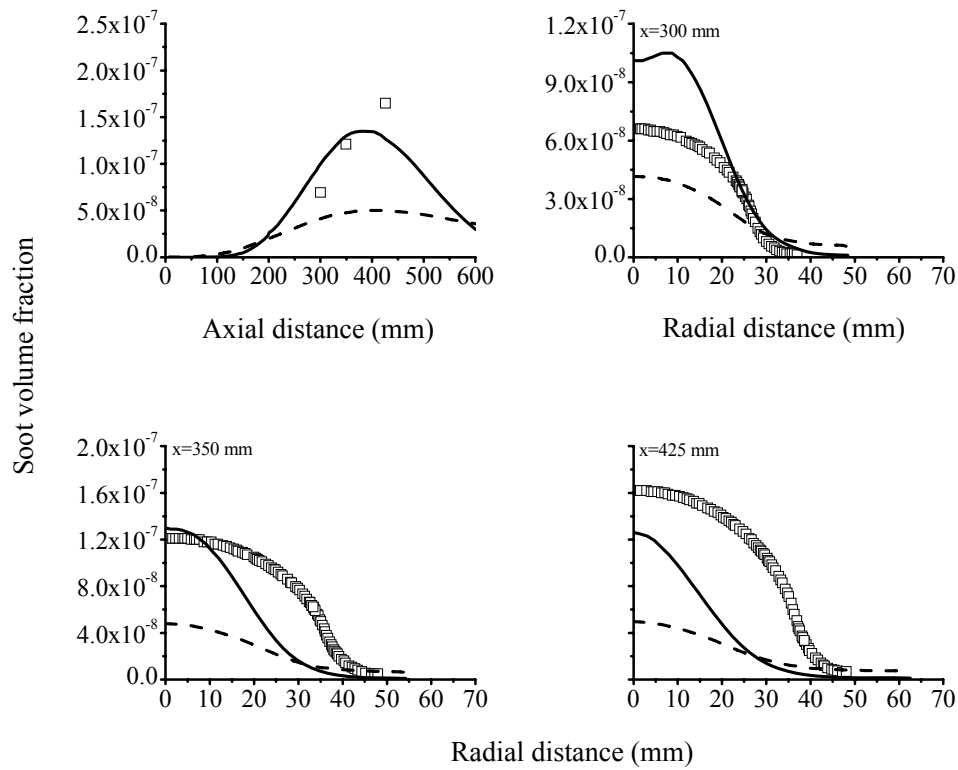 2.5x10⁻⁷
2.0x10⁻⁷
1.5x10⁻⁷
1.0x10⁻⁷
5.0x10⁻⁸
0.0
0 100 200 300 400 500 600
Axial distance (mm)
x=300 mm
1.2x10⁻⁷
9.0x10⁻⁸
6.0x10⁻⁸
3.0x10⁻⁸
0.0
0 10 20 30 40 50 60 70
Radial distance (mm)
Soot volume fraction
x=350 mm
2.0x10⁻⁷
1.6x10⁻⁷
1.2x10⁻⁷
8.0x10⁻⁸
4.0x10⁻⁸
0.0
0 10 20 30 40 50 60 70
x=425 mm
0 10 20 30 40 50 60 70
Radial distance (mm)